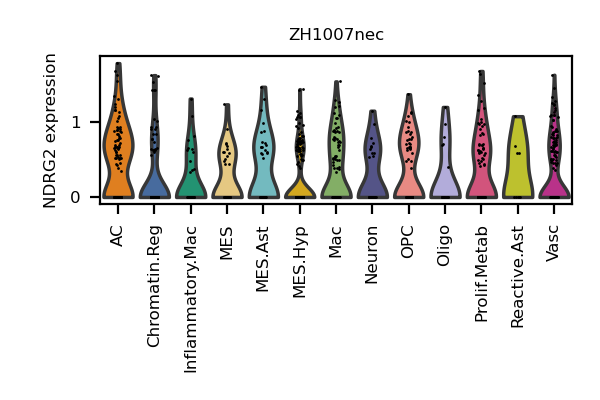 ZH1007nec
NDRG2 expression
1
0
AC
Chromatin.Reg
Inflammatory.Mac
MES
MES.Ast
MES.Hyp
Mac
Neuron
OPC
Oligo
Prolif.Metab
Reactive.Ast
Vasc